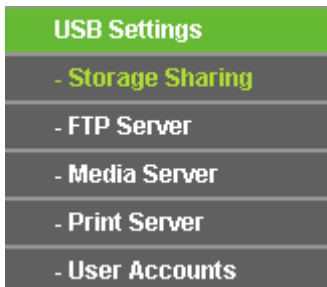 USB Settings
- Storage Sharing
- FTP Server
- Media Server
- Print Server
- User Accounts